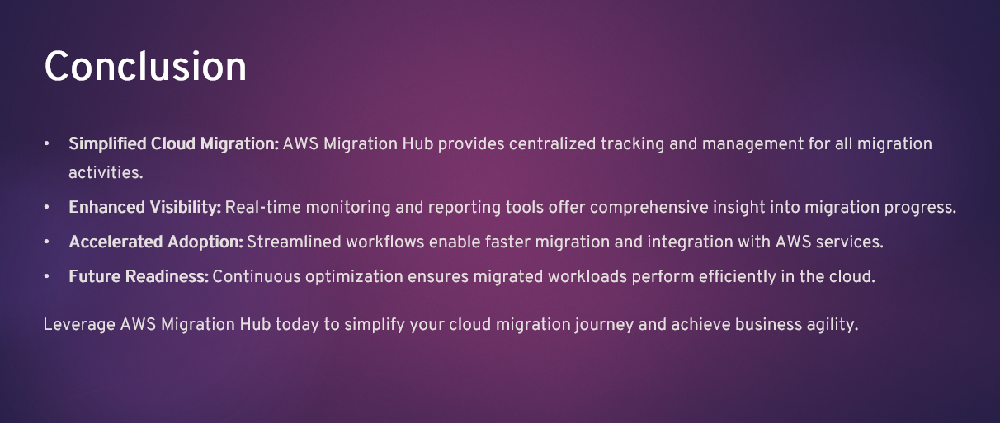 Conclusion
• Simplified Cloud Migration: AWS Migration Hub provides centralized tracking and management for all migration
activities.
• Enhanced Visibility: Real-time monitoring and reporting tools offer comprehensive insight into migration progress.
• Accelerated Adoption: Streamlined workflows enable faster migration and integration with AWS services.
• Future Readiness: Continuous optimization ensures migrated workloads perform efficiently in the cloud.
Leverage AWS Migration Hub today to simplify your cloud migration journey and achieve business agility.